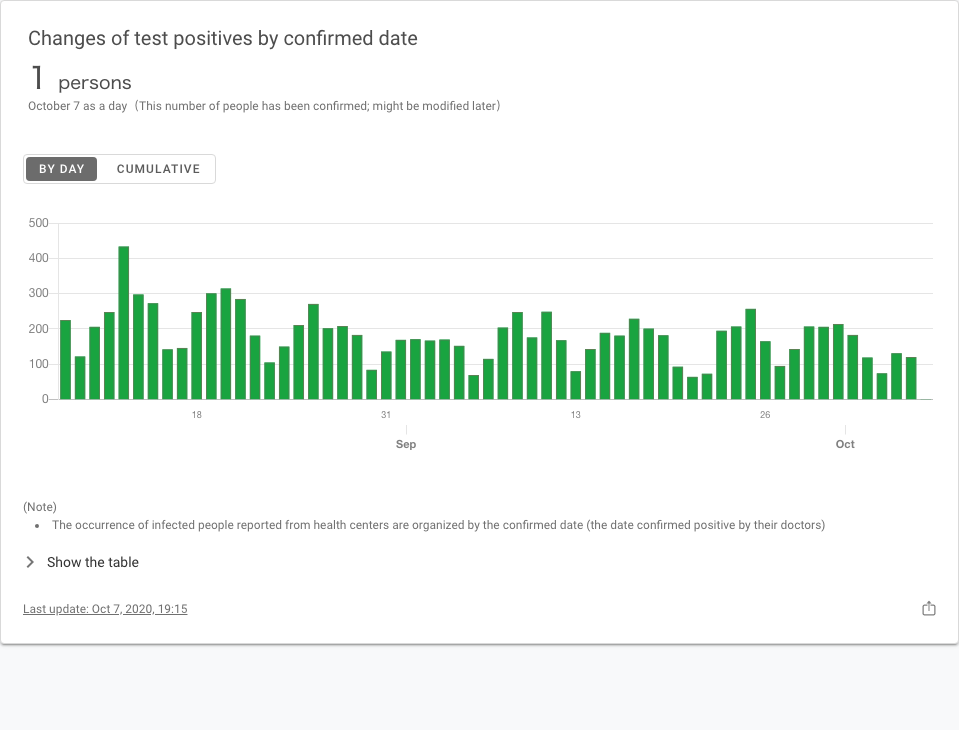 Changes of test positives by confirmed date
1 persons
October 7 as a day（This number of people has been confirmed; might be modified later）
BY DAY CUMULATIVE
500
400
300
200
100
0
18 31 13 26
Sep Oct
(Note)
• The occurrence of infected people reported from health centers are organized by the confirmed date (the date confirmed positive by their doctors)
Show the table
Last update: Oct 7, 2020, 19:15